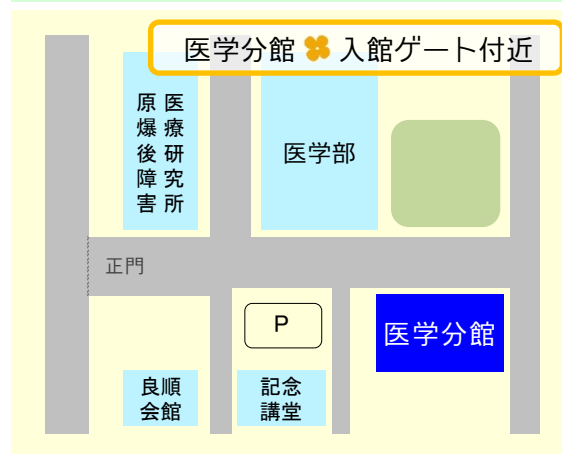 医学分館 入館ゲート付近
原爆後障害
医療研究所
医学部
正門
P
医学分館
良順
会館
記念
講堂